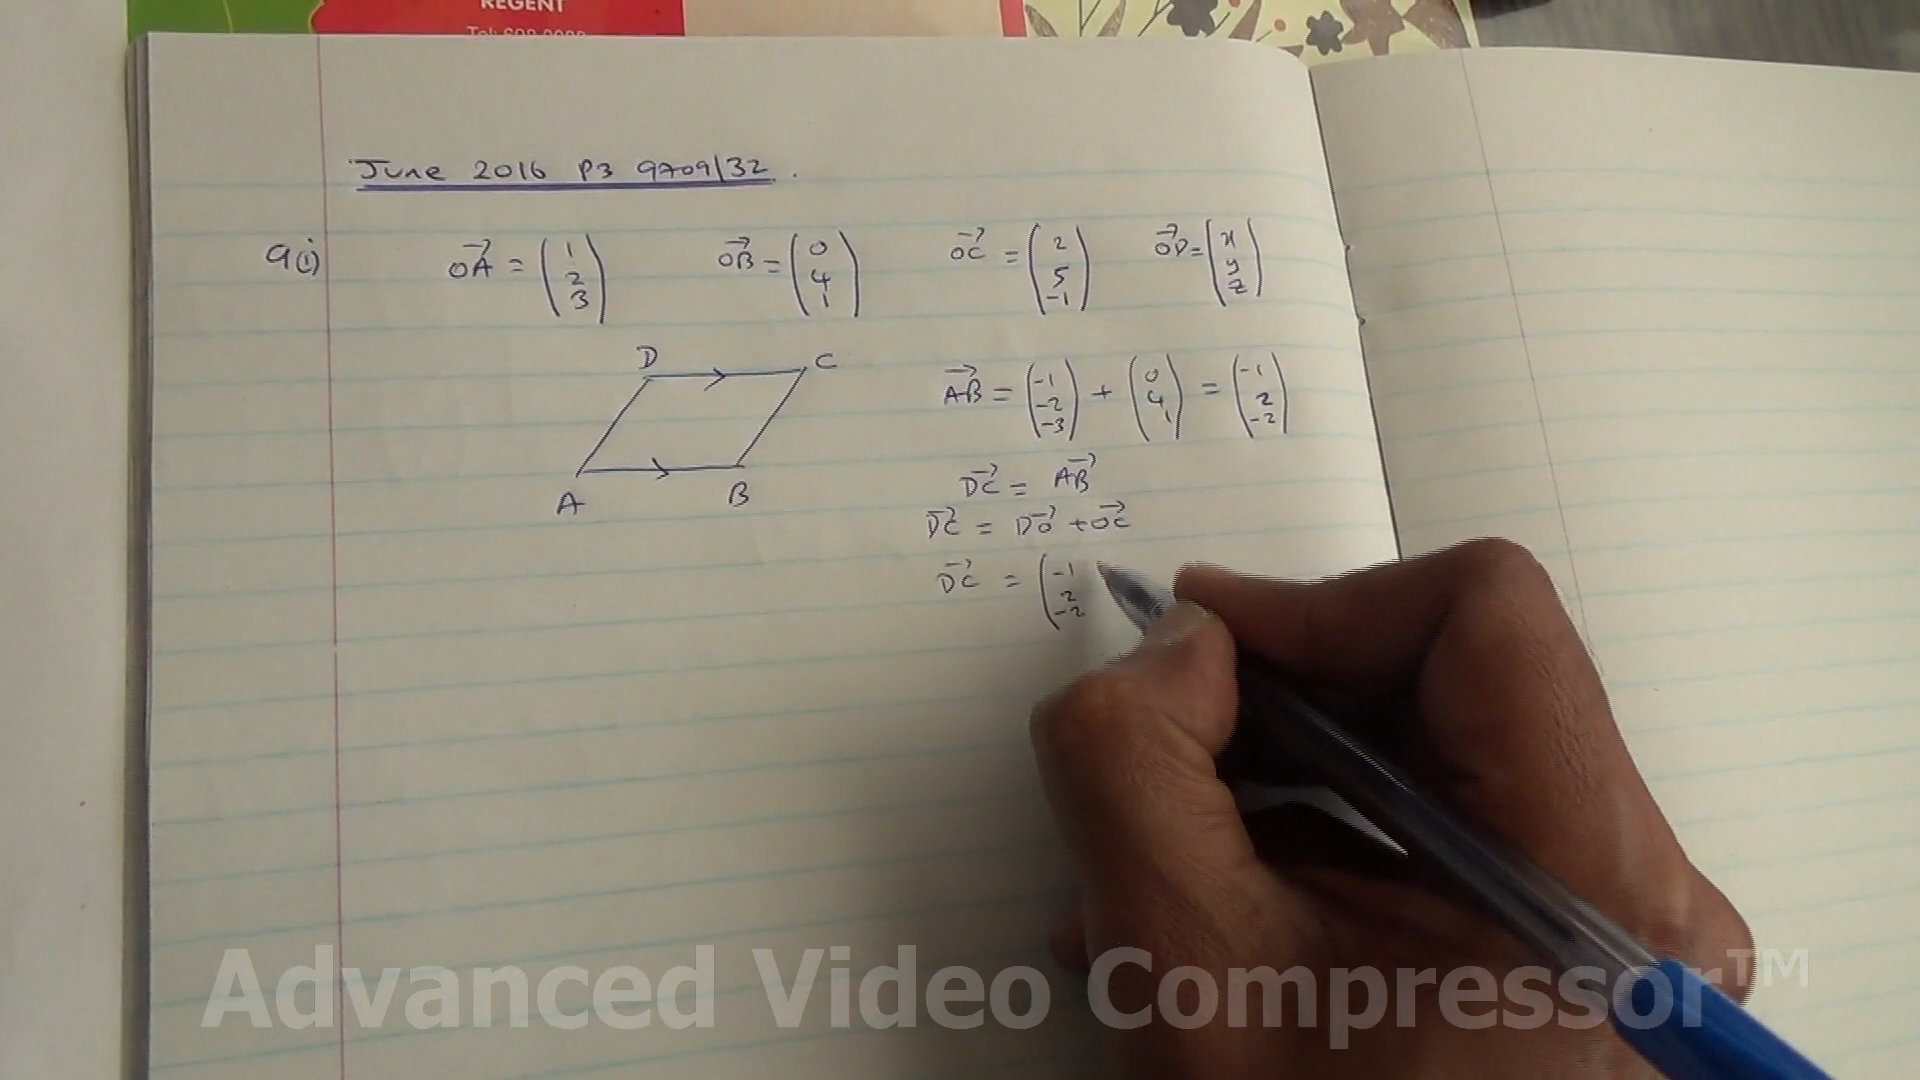 REGENT
June 2016 P3 9709/32.
9(i) OA→ = (1 2 3) OB→ = (0 4 1) OC→ = (2 5 -1) OD→ = (x y z)
D C
AB→ = (-1 -2 -3) + (0 4 1) = (-1 2 -2)
A B
DC→ = AB→
DC→ = DO→ + OC→
DC→ = (-1 2 -2
Advanced Video Compressor™